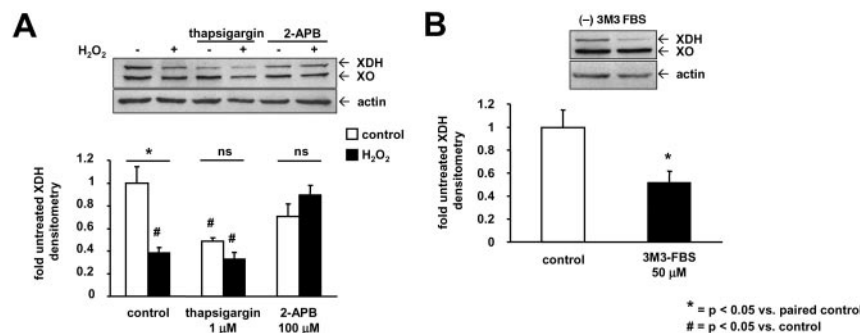 A
thapsigargin 2-APB
H2O2 - + - + - +
← XDH
← XO
← actin
control
H2O2
* ns ns
fold untreated XDH
densitometry
1.2
1
0.8
0.6
0.4
0.2
0
# # #
control thapsigargin 2-APB
1 μM 100 μM
B
(−) 3M3 FBS
← XDH
← XO
← actin
fold untreated XDH
densitometry
1.2
1
0.8
0.6
0.4
0.2
0
*
control 3M3-FBS
50 μM
* = p < 0.05 vs. paired control
# = p < 0.05 vs. control